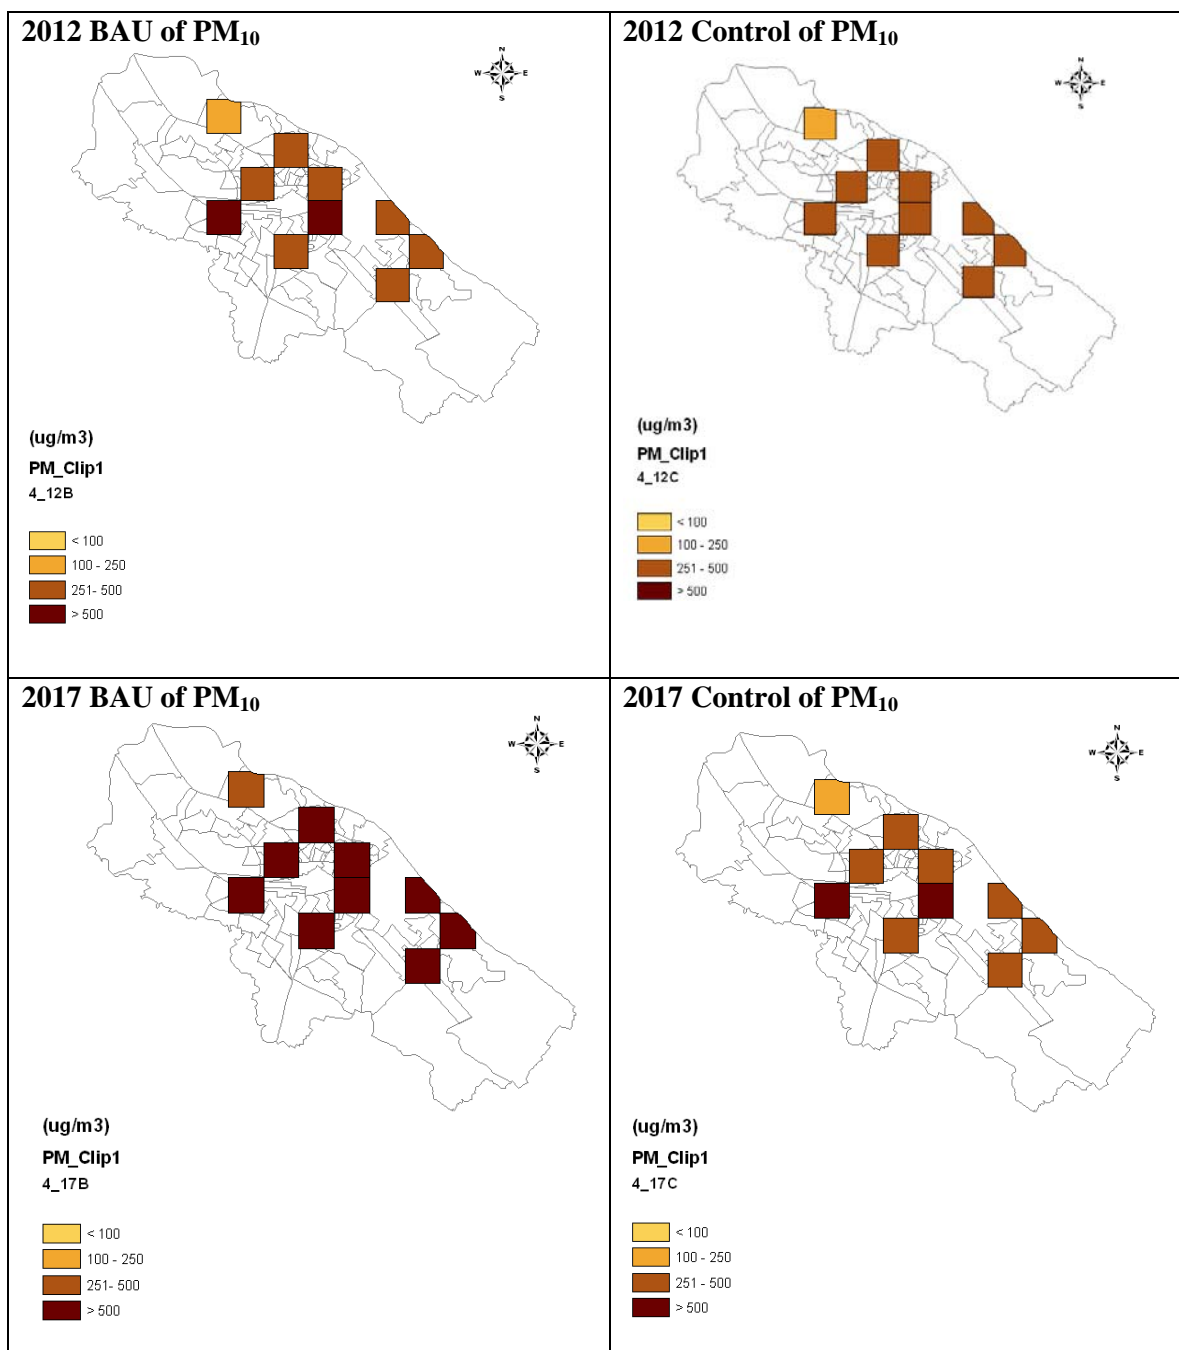 2012 BAU of PM10
N
W E
S
(ug/m3)
PM_Clip1
4_12B
< 100
100 - 250
251- 500
> 500
2012 Control of PM10
N
W E
S
(ug/m3)
PM_Clip1
4_12C
< 100
100 - 250
251 - 500
> 500
2017 BAU of PM10
N
W E
S
(ug/m3)
PM_Clip1
4_17B
< 100
100 - 250
251- 500
> 500
2017 Control of PM10
N
W E
S
(ug/m3)
PM_Clip1
4_17C
< 100
100 - 250
251 - 500
> 500